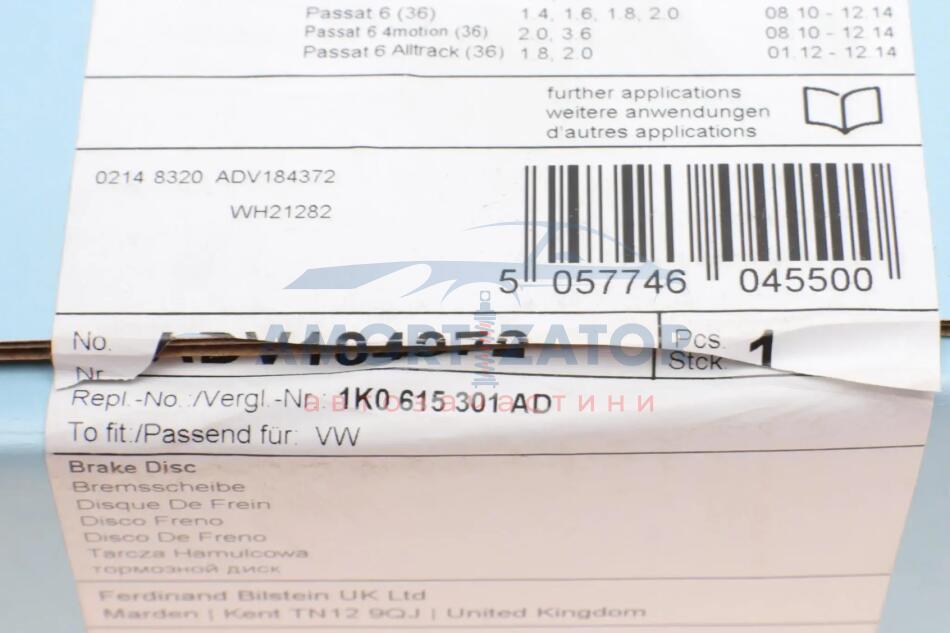 Passat 6 (36) 1.4, 1.6, 1.8, 2.0 08.10 - 12.14
Passat 6 4motion (36) 2.0, 3.6 08.10 - 12.14
Passat 6 Alltrack (36) 1.8, 2.0 01.12 - 12.14
further applications
weitere anwendungen
d'autres applications
0214 8320 ADV184372
WH21282
5 057746 045500
No. ADV184372 Pcs. 1
Nr. Stck.
AMORTIZATOR
автозапчастини
Repl.-No.:/Vergl.-Nr.: 1K0 615 301 AD
To fit:/Passend für: VW
Brake Disc
Bremsscheibe
Disque De Frein
Disco Freno
Disco De Freno
Tarcza Hamulcowa
тормозной диск
Ferdinand Bilstein UK Ltd
Marden | Kent TN12 9QJ | United Kingdom